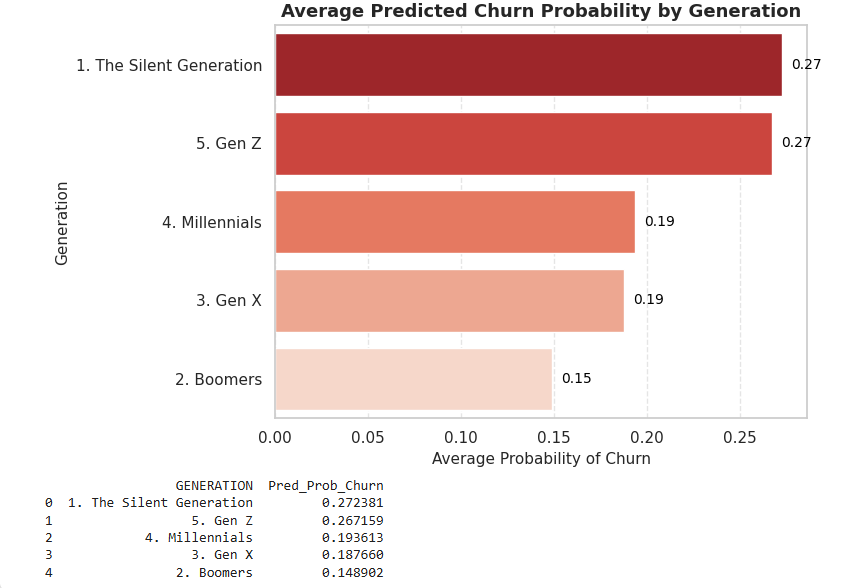 Average Predicted Churn Probability by Generation
1. The Silent Generation
0.27
5. Gen Z
0.27
4. Millennials
0.19
3. Gen X
0.19
2. Boomers
0.15
Generation
0.00 0.05 0.10 0.15 0.20 0.25
Average Probability of Churn
GENERATION Pred_Prob_Churn
0 1. The Silent Generation 0.272381
1 5. Gen Z 0.267159
2 4. Millennials 0.193613
3 3. Gen X 0.187660
4 2. Boomers 0.148902